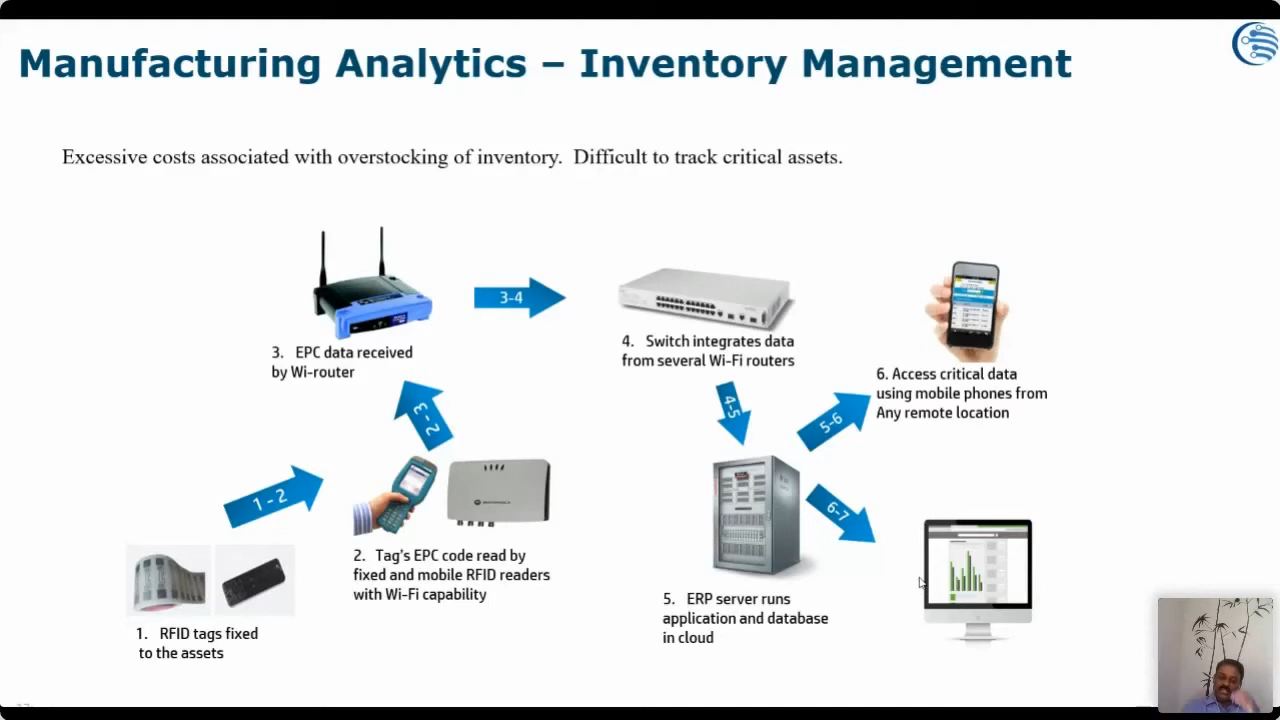 Manufacturing Analytics – Inventory Management
Excessive costs associated with overstocking of inventory. Difficult to track critical assets.
3-4
3. EPC data received
by Wi-router
4. Switch integrates data
from several Wi-Fi routers
6. Access critical data
using mobile phones from
Any remote location
2 - 3
4-5
5-6
1 - 2
6-7
2. Tag's EPC code read by
fixed and mobile RFID readers
with Wi-Fi capability
5. ERP server runs
application and database
in cloud
1. RFID tags fixed
to the assets